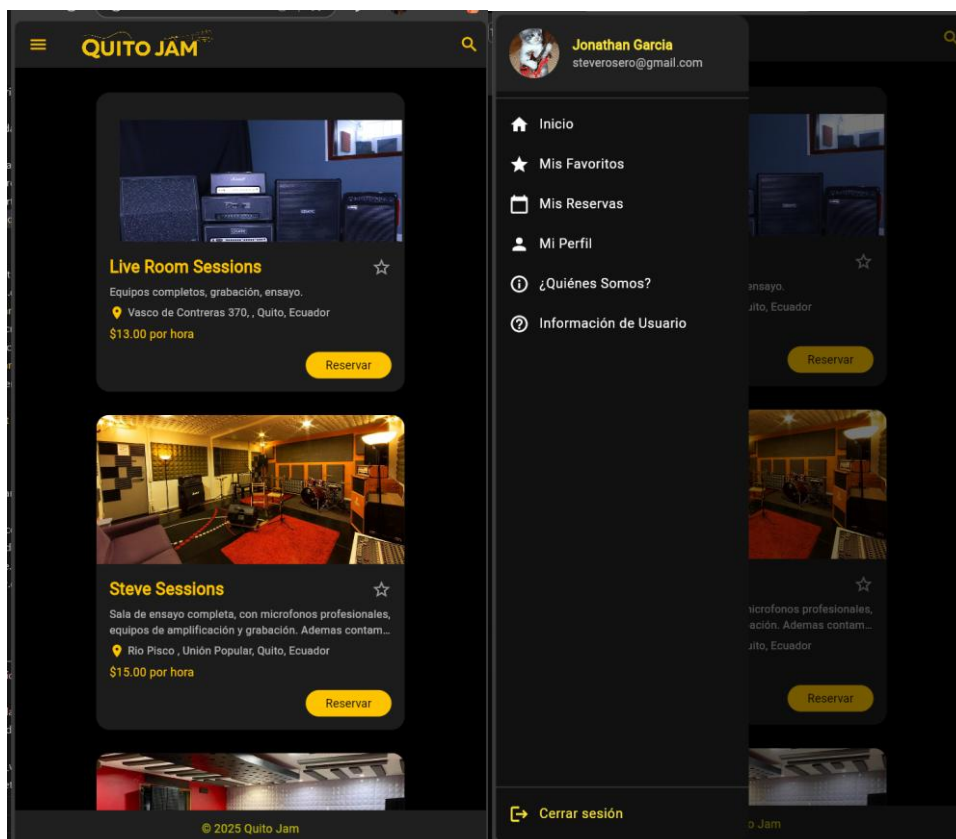 QUITO JAM
Live Room Sessions
Equipos completos, grabación, ensayo.
Vasco de Contreras 370, , Quito, Ecuador
$13.00 por hora
Reservar
Steve Sessions
Sala de ensayo completa, con microfonos profesionales,
equipos de amplificación y grabación. Ademas contam...
Rio Pisco , Unión Popular, Quito, Ecuador
$15.00 por hora
Reservar
© 2025 Quito Jam
Jonathan Garcia
steverosero@gmail.com
Inicio
Mis Favoritos
Mis Reservas
Mi Perfil
¿Quiénes Somos?
Información de Usuario
Cerrar sesión
ensayo.
uito, Ecuador
Reservar
nicrofonos profesionales,
ación. Ademas contam...
uito, Ecuador
Reservar
o Jam